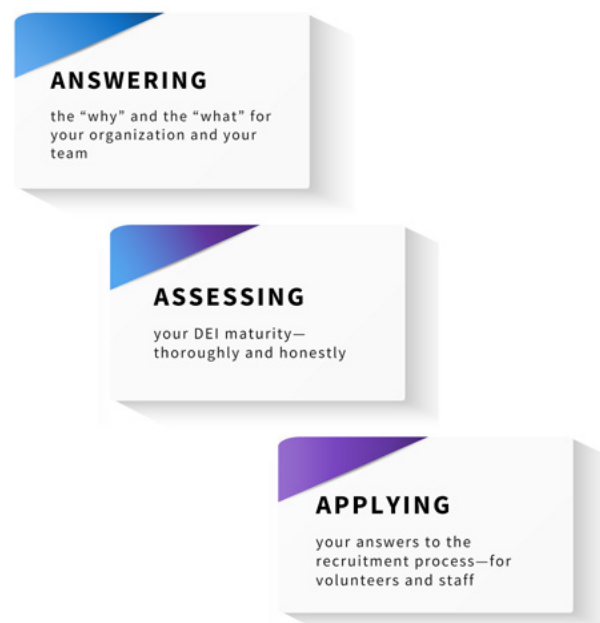 ANSWERING
the “why” and the “what” for
your organization and your
team
ASSESSING
your DEI maturity—
thoroughly and honestly
APPLYING
your answers to the
recruitment process—for
volunteers and staff